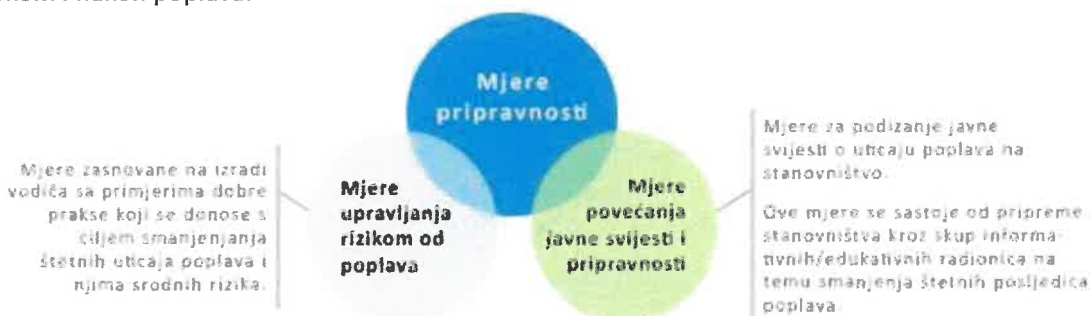 Mjere
pripravnosti
Mjere zasnovane na izradi
vodiča sa primjerima dobre
prakse koji se donose s
ciljem smanjenjanja
štetnih uticaja poplava i
njima srodnih rizika.
Mjere
upravljanja
rizikom od
poplava
Mjere
povećanja
javne svijesti i
pripravnosti
Mjere za podizanje javne
svijesti o uticaju poplava na
stanovništvo.
Ove mjere se sastoje od pripreme
stanovništva kroz skup informa-
tivnih/edukativnih radionica na
temu smanjenja štetnih posljedica
poplava.